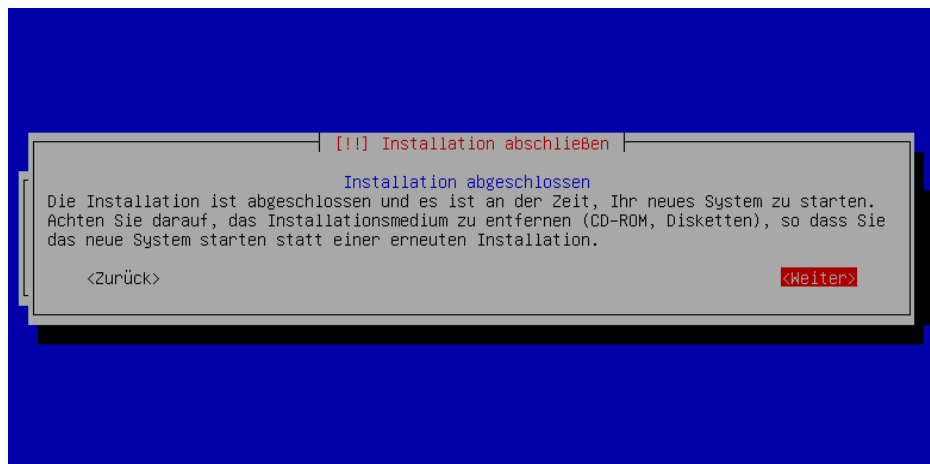 [!!] Installation abschließen
Installation abgeschlossen
Die Installation ist abgeschlossen und es ist an der Zeit, Ihr neues System zu starten.
Achten Sie darauf, das Installationsmedium zu entfernen (CD-ROM, Disketten), so dass Sie
das neue System starten statt einer erneuten Installation.
<Zurück> <Weiter>